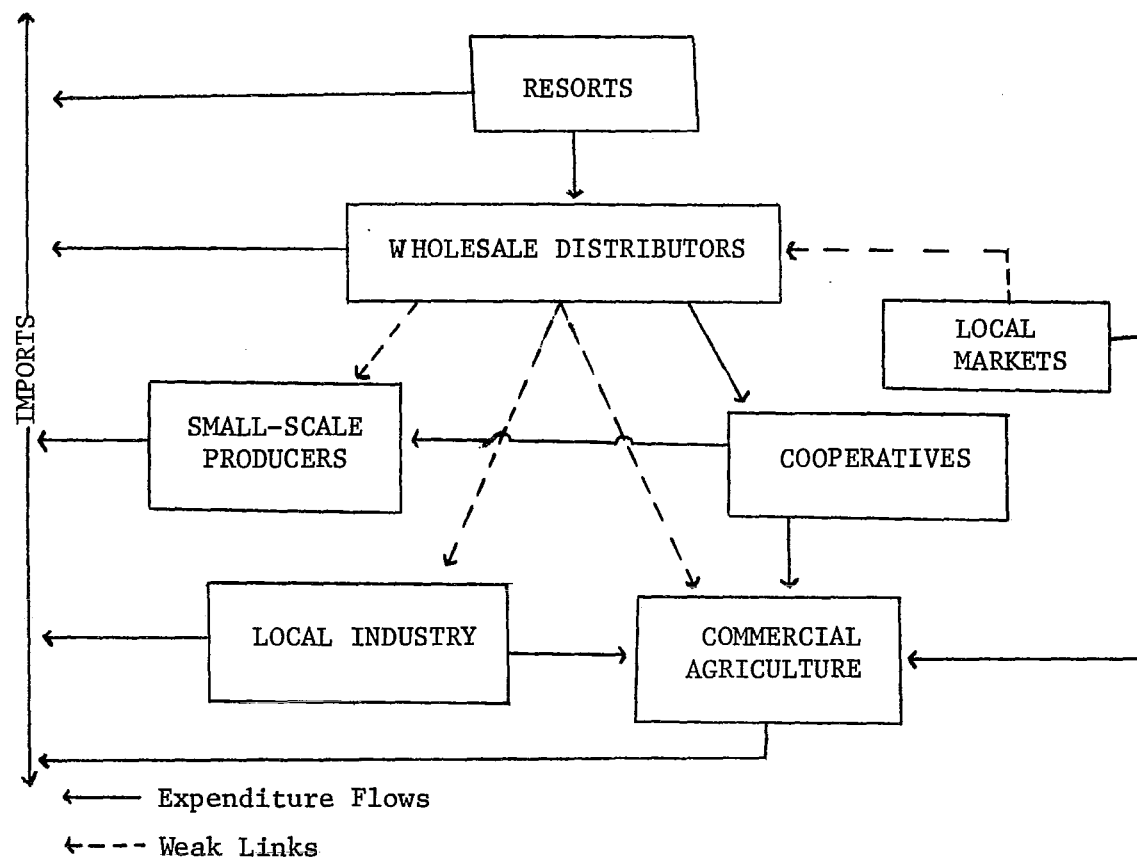 RESORTS
WHOLESALE DISTRIBUTORS
LOCAL
MARKETS
IMPORTS
SMALL-SCALE
PRODUCERS
COOPERATIVES
LOCAL INDUSTRY
COMMERCIAL
AGRICULTURE
Expenditure Flows
Weak Links